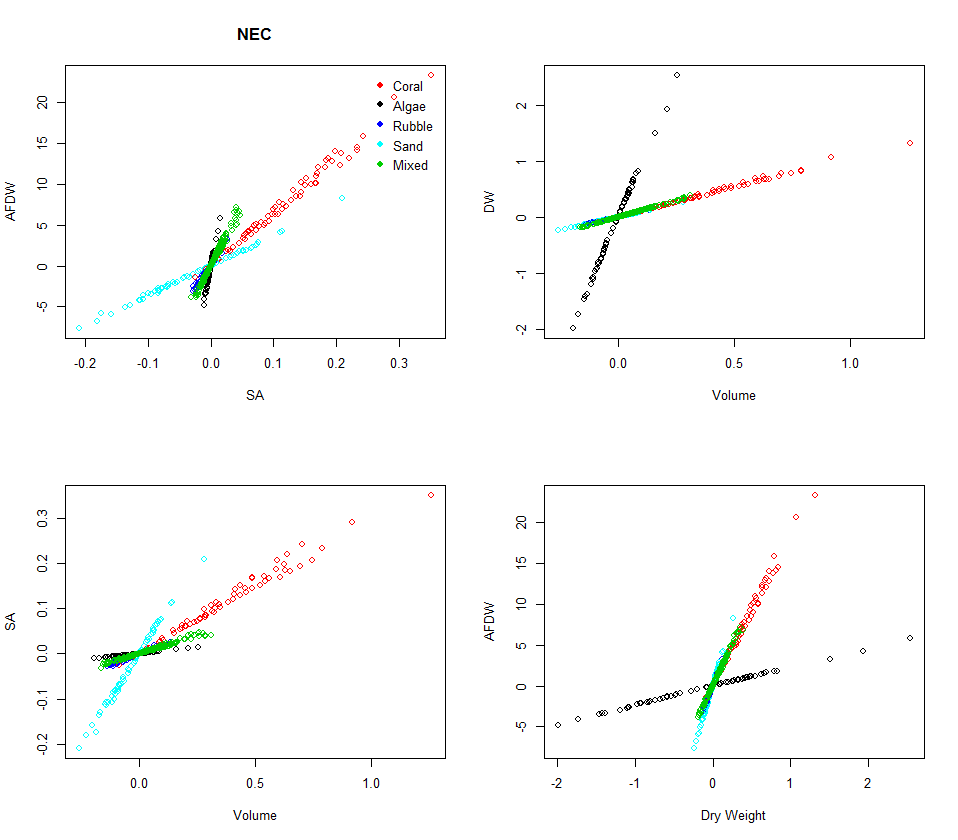 NEC
AFDW
20
15
10
5
0
-5
Coral
Algae
Rubble
Sand
Mixed
-0.2 -0.1 0.0 0.1 0.2 0.3
SA
DW
2
1
0
-1
-2
0.0 0.5 1.0
Volume
SA
0.3
0.2
0.1
0.0
-0.1
-0.2
0.0 0.5 1.0
Volume
AFDW
20
15
10
5
0
-5
-2 -1 0 1 2
Dry Weight